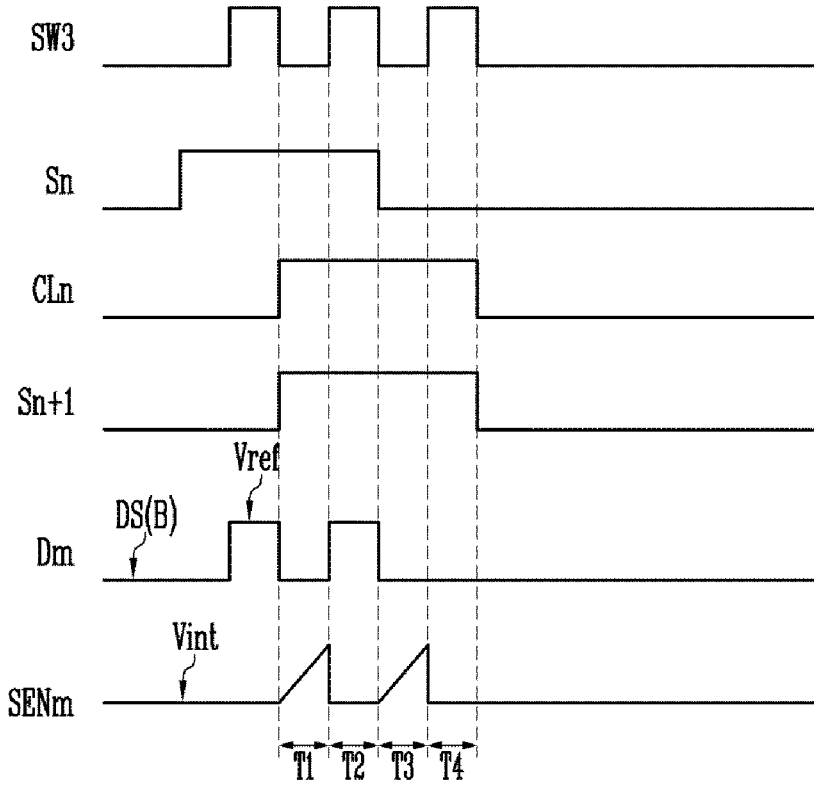 SW3
Sn
CLn
Sn+1
Vref
DS(B)
Dm
Vint
SENm
T1 T2 T3 T4